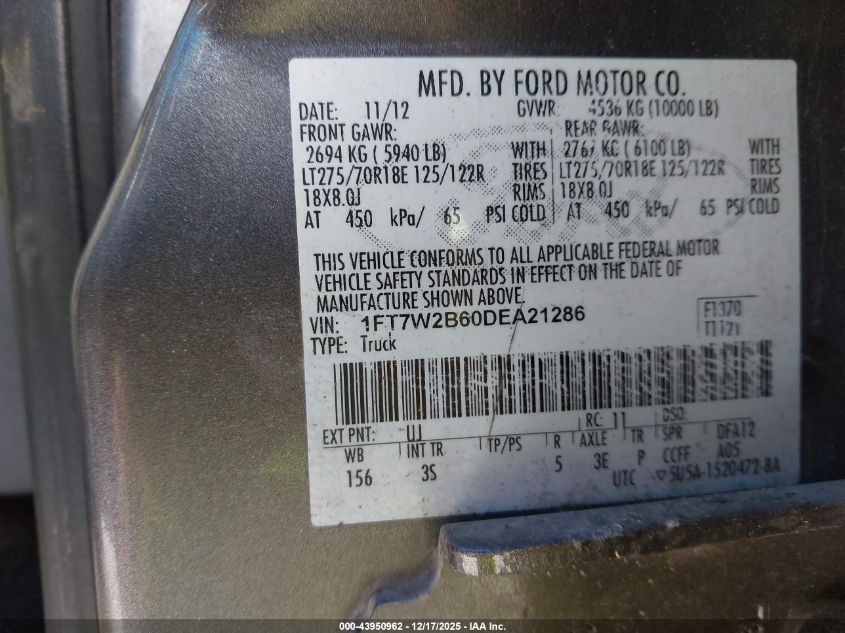 MFD. BY FORD MOTOR CO.
DATE: 11/12 GVWR: 4536 KG (10000 LB)
FRONT GAWR: REAR GAWR:
2694 KG ( 5940 LB) WITH 2767 KG ( 6100 LB) WITH
LT275/70R18E 125/122R TIRES LT275/70R18E 125/122R TIRES
18X8.0J RIMS 18X8.0J RIMS
AT 450 kPa/ 65 PSI COLD AT 450 kPa/ 65 PSI COLD
THIS VEHICLE CONFORMS TO ALL APPLICABLE FEDERAL MOTOR
VEHICLE SAFETY STANDARDS IN EFFECT ON THE DATE OF
MANUFACTURE SHOWN ABOVE.
VIN: 1FT7W2B60DEA21286 F1370
TYPE: Truck T1121
EXT PNT: UJ RC: 11 DSO:
WB INT TR TP/PS R AXLE TR SPR DFA12
156 3S 5 3E P CCFF A05
UTC 5U5A-1520472-BA
000-43950962 - 12/17/2025 - IAA Inc.